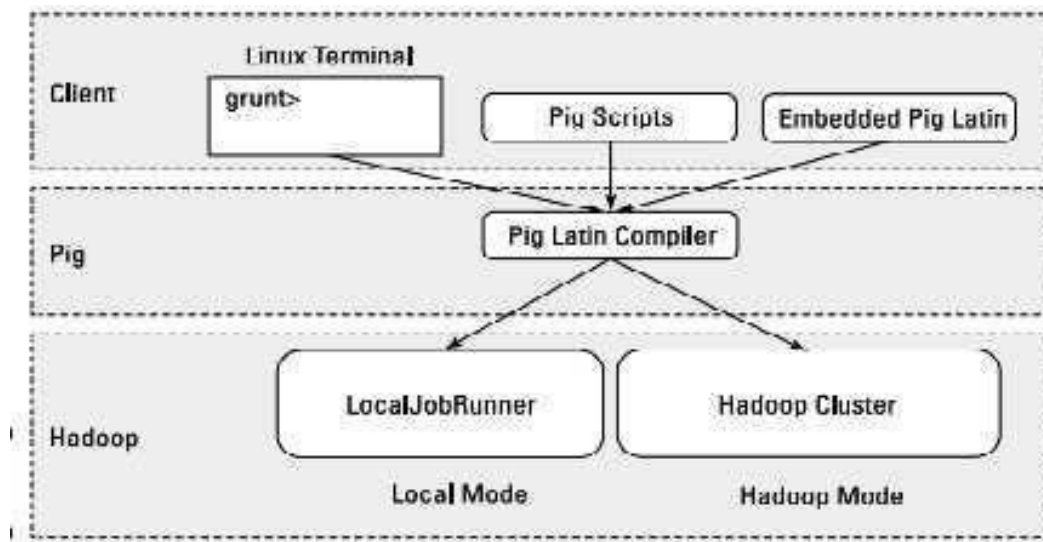 Linux Terminal
Client
grunt>
Pig Scripts
Embedded Pig Latin
Pig Latin Compiler
Pig
LocalJobRunner
Hadoop Cluster
Hadoop
Local Mode
Hadoop Mode